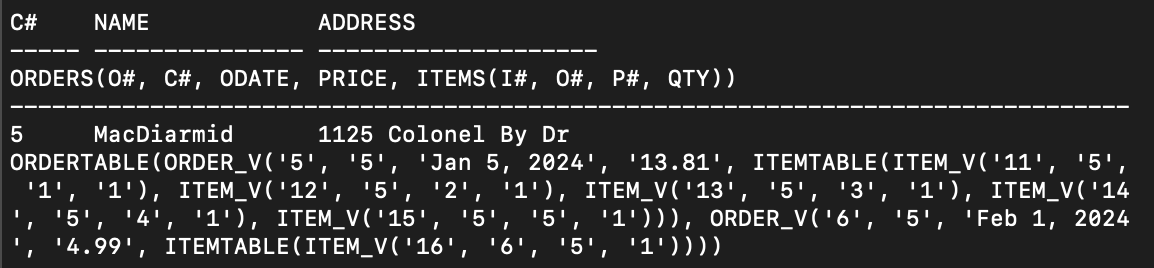 C#    NAME            ADDRESS
----- --------------- --------------------
ORDERS(O#, C#, ODATE, PRICE, ITEMS(I#, O#, P#, QTY))
--------------------------------------------------------------------------------
5     MacDiarmid      1125 Colonel By Dr
ORDERTABLE(ORDER_V('5', '5', 'Jan 5, 2024', '13.81', ITEMTABLE(ITEM_V('11', '5',
 '1', '1'), ITEM_V('12', '5', '2', '1'), ITEM_V('13', '5', '3', '1'), ITEM_V('14
', '5', '4', '1'), ITEM_V('15', '5', '5', '1'))), ORDER_V('6', '5', 'Feb 1, 2024
', '4.99', ITEMTABLE(ITEM_V('16', '6', '5', '1'))))